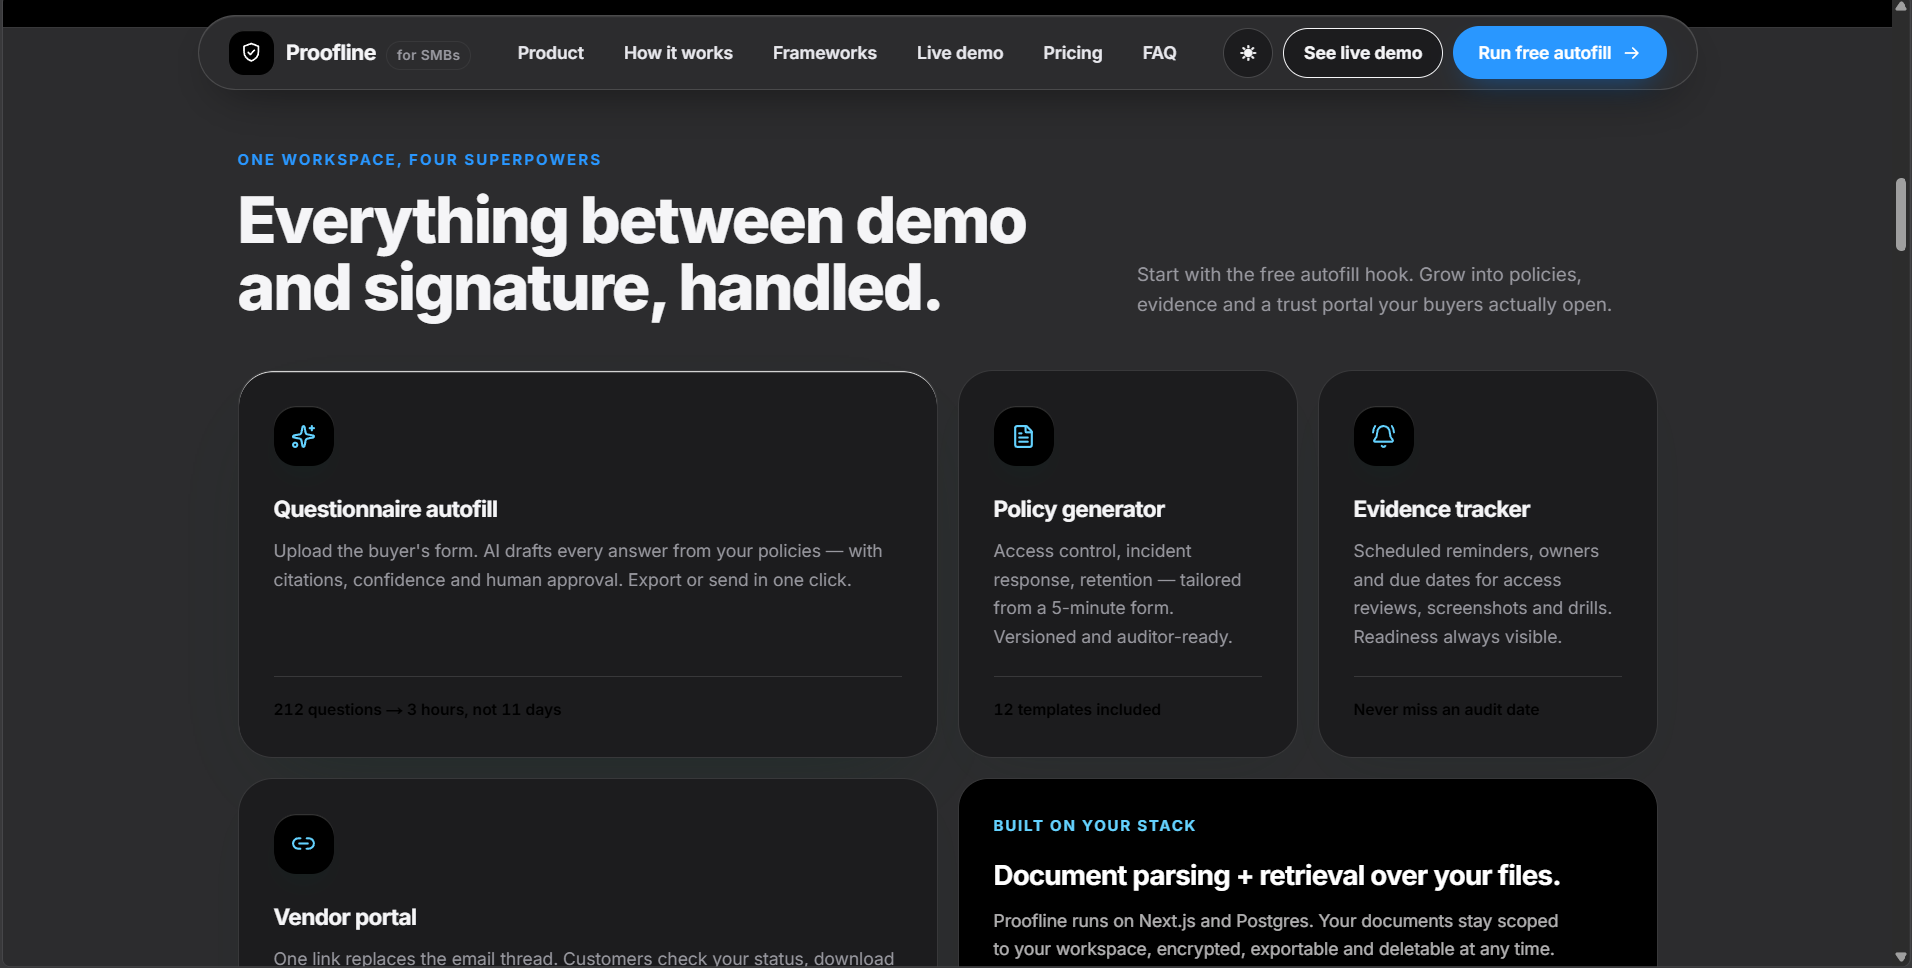 Proofline for SMBs Product How it works Frameworks Live demo Pricing FAQ See live demo Run free autofill →
ONE WORKSPACE, FOUR SUPERPOWERS
Everything between demo
and signature, handled.
Start with the free autofill hook. Grow into policies,
evidence and a trust portal your buyers actually open.
Questionnaire autofill
Upload the buyer's form. AI drafts every answer from your policies — with
citations, confidence and human approval. Export or send in one click.
212 questions → 3 hours, not 11 days
Policy generator
Access control, incident
response, retention — tailored
from a 5-minute form.
Versioned and auditor-ready.
12 templates included
Evidence tracker
Scheduled reminders, owners
and due dates for access
reviews, screenshots and drills.
Readiness always visible.
Never miss an audit date
Vendor portal
One link replaces the email thread. Customers check your status, download
BUILT ON YOUR STACK
Document parsing + retrieval over your files.
Proofline runs on Next.js and Postgres. Your documents stay scoped
to your workspace, encrypted, exportable and deletable at any time.